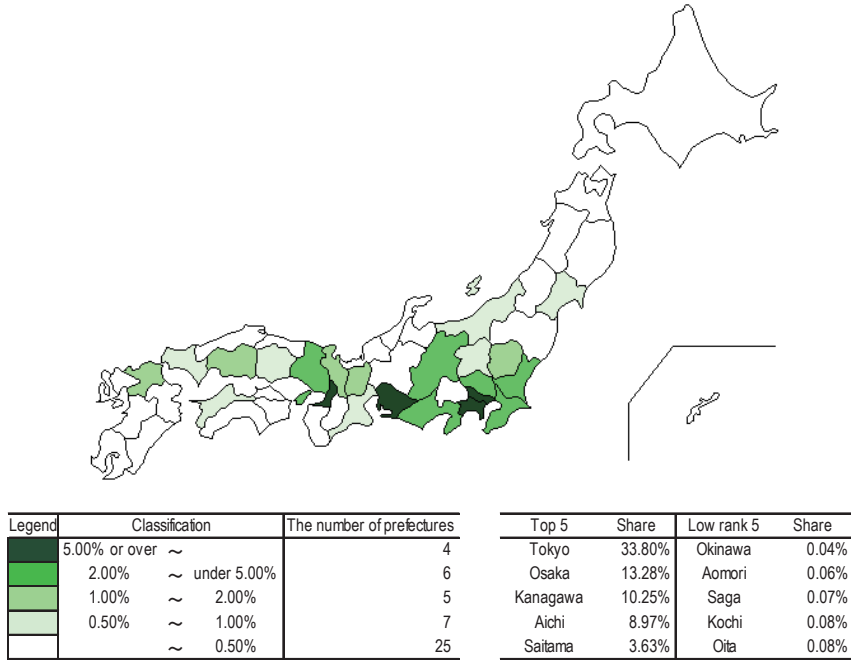 Legend Classification The number of prefectures
5.00% or over ～ 4
2.00% ～ under 5.00% 6
1.00% ～ 2.00% 5
0.50% ～ 1.00% 7
～ 0.50% 25
Top 5 Share Low rank 5 Share
Tokyo 33.80% Okinawa 0.04%
Osaka 13.28% Aomori 0.06%
Kanagawa 10.25% Saga 0.07%
Aichi 8.97% Kochi 0.08%
Saitama 3.63% Oita 0.08%